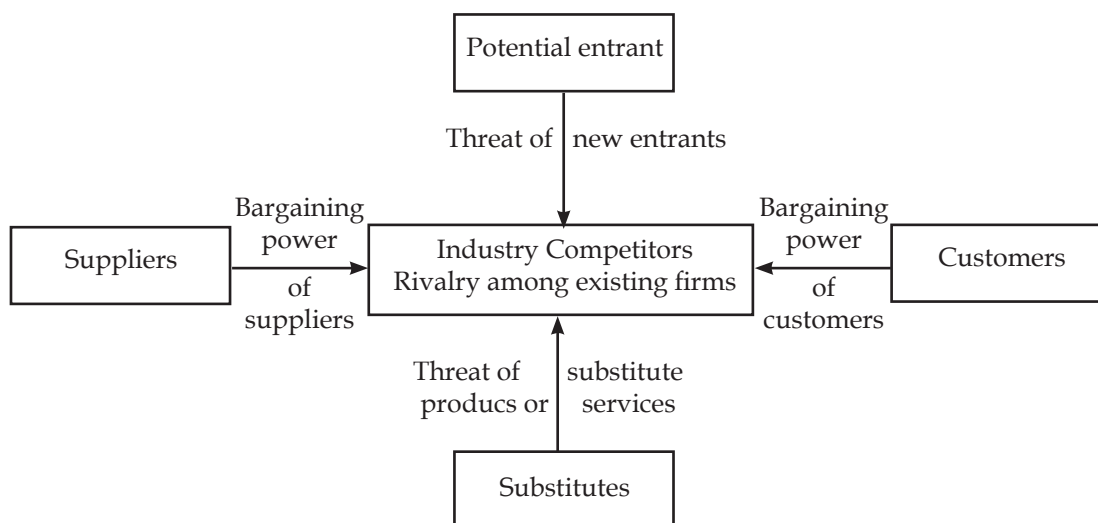 Potential entrant
Threat of new entrants
Bargaining power
of suppliers
Suppliers
Industry Competitors
Rivalry among existing firms
Bargaining power
of customers
Customers
Threat of substitute
producs or services
Substitutes